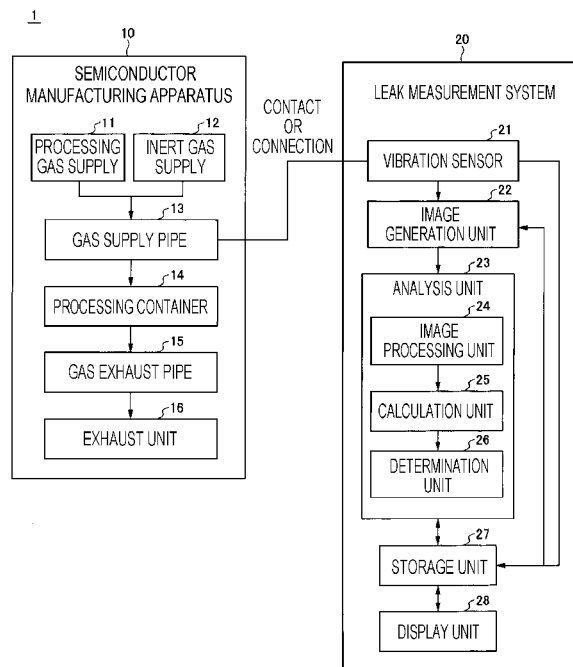 1
10
SEMICONDUCTOR
MANUFACTURING APPARATUS
11
PROCESSING
GAS SUPPLY
12
INERT GAS
SUPPLY
13
GAS SUPPLY PIPE
14
PROCESSING CONTAINER
15
GAS EXHAUST PIPE
16
EXHAUST UNIT
CONTACT
OR
CONNECTION
20
LEAK MEASUREMENT SYSTEM
21
VIBRATION SENSOR
22
IMAGE
GENERATION UNIT
23
ANALYSIS UNIT
24
IMAGE
PROCESSING UNIT
25
CALCULATION UNIT
26
DETERMINATION
UNIT
27
STORAGE UNIT
28
DISPLAY UNIT